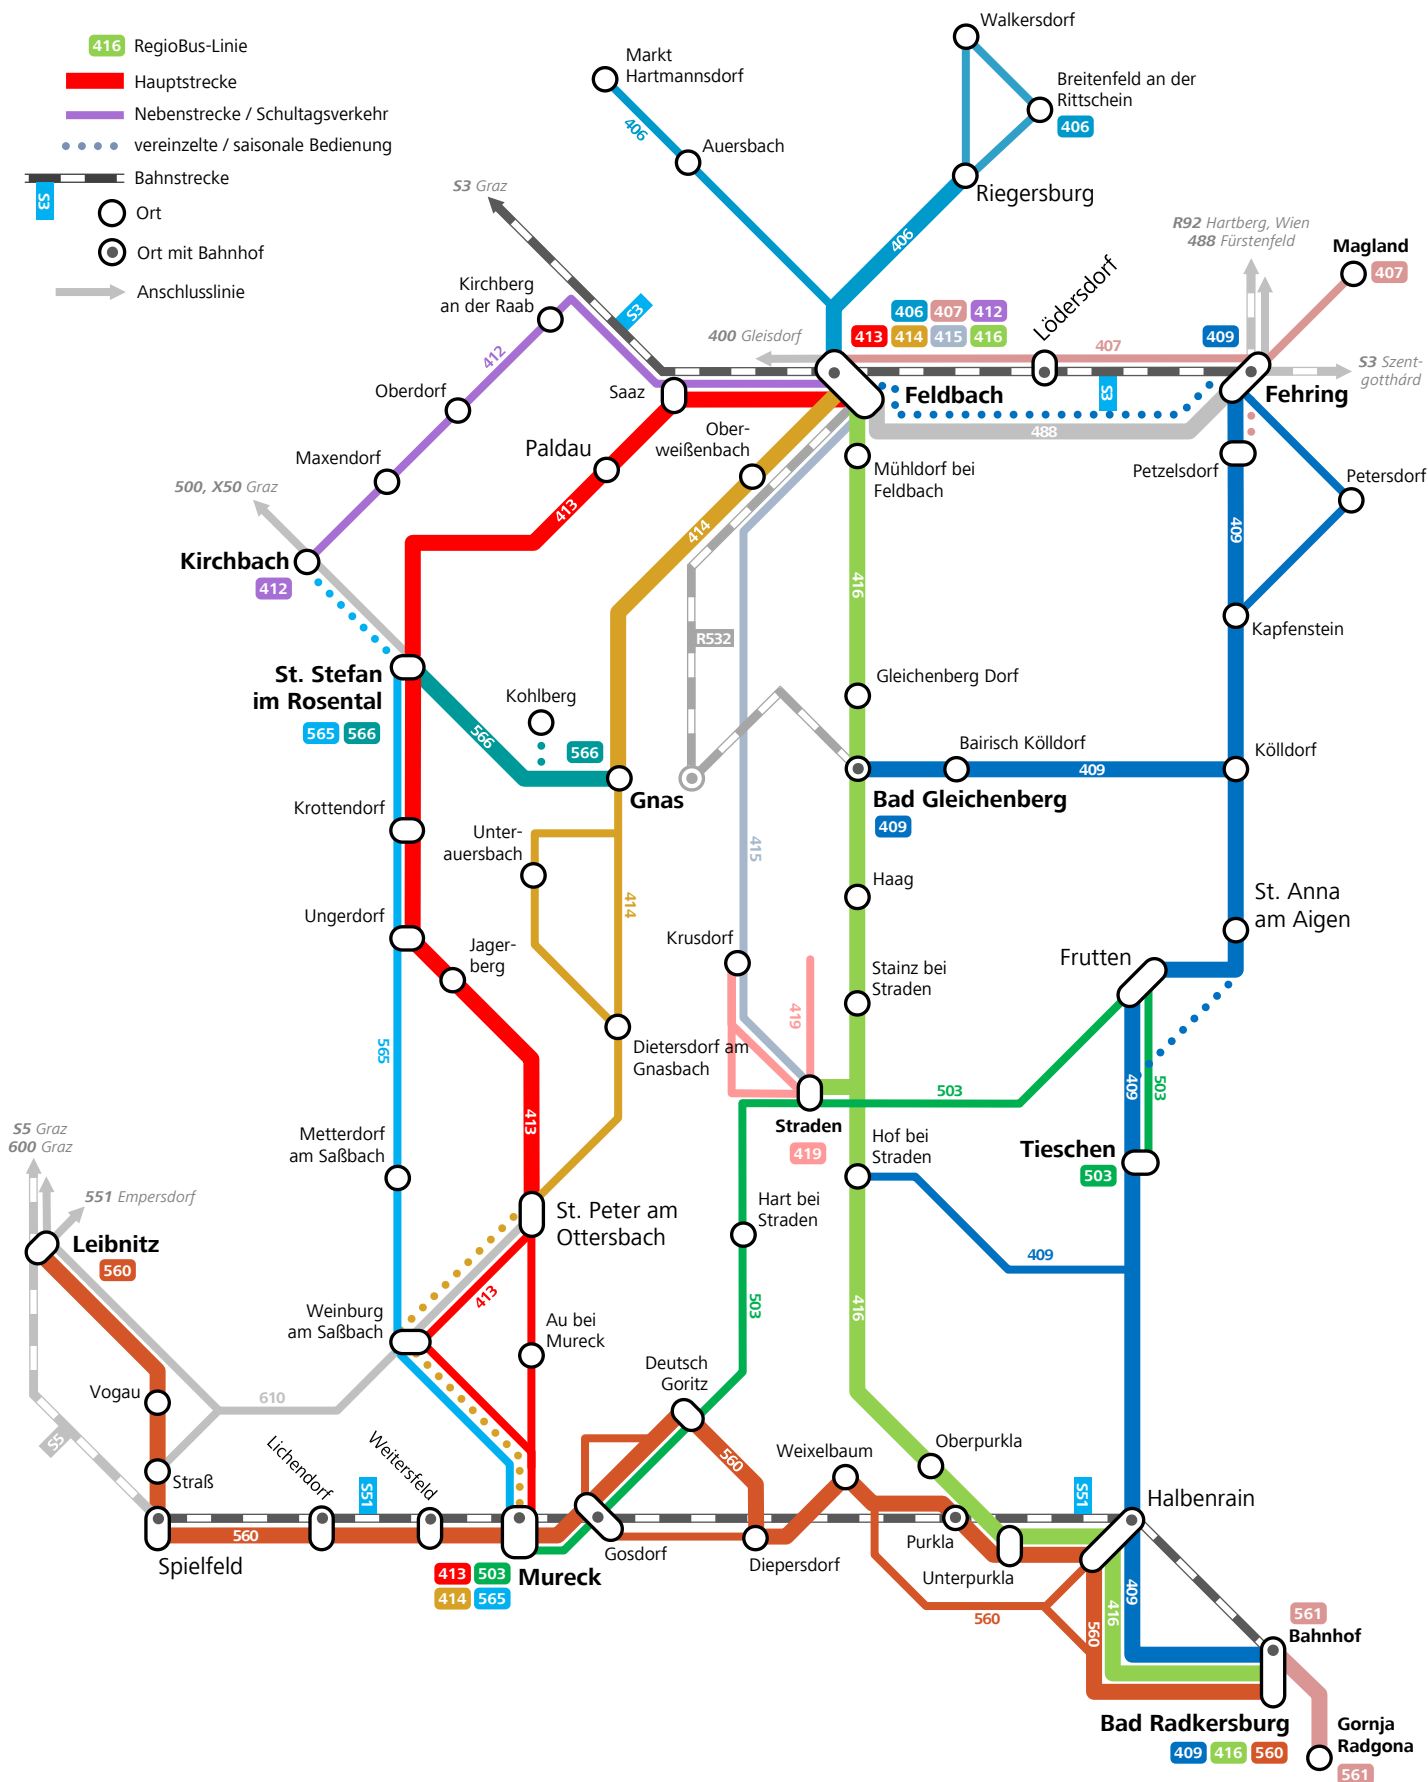 416 RegioBus-Linie
Hauptstrecke
Nebenstrecke / Schultagsverkehr
vereinzelte / saisonale Bedienung
Bahnstrecke
S3
Ort
Ort mit Bahnhof
Anschlusslinie
Walkersdorf
Markt
Hartmannsdorf
Breitenfeld an der
Rittschein
406
406
Auersbach
Riegersburg
S3 Graz
406
R92 Hartberg, Wien
488 Fürstenfeld
Magland
407
Kirchberg
an der Raab
S3
Lödersdorf
406 407 412
413 414 415 416
400 Gleisdorf
407
409
S3 Szent-
gotthárd
412
Saaz
Feldbach
S3
Fehring
Oberdorf
Ober-
weißenbach
488
Paldau
Maxendorf
Mühldorf bei
Feldbach
Petzelsdorf
Petersdorf
500, X50 Graz
413
414
409
Kirchbach
412
416
R532
Kapfenstein
St. Stefan
im Rosental
565 566
Kohlberg
566
566
Gleichenberg Dorf
Gnas
Bairisch Kölldorf
409
Kölldorf
Bad Gleichenberg
409
Krottendorf
Unter-
auersbach
415
Haag
414
St. Anna
am Aigen
Ungerdorf
Jager-
berg
Krusdorf
Stainz bei
Straden
Frutten
419
565
Dietersdorf am
Gnasbach
409
503
503
413
Straden
419
S5 Graz
600 Graz
Metterdorf
am Saßbach
Hof bei
Straden
Tieschen
503
551 Empersdorf
Hart bei
Straden
St. Peter am
Ottersbach
Leibnitz
560
409
413
503
416
Weinburg
am Saßbach
Au bei
Mureck
Deutsch
Goritz
Vogau
610
S5
Lichendorf
Weitersfeld
560
Weixelbaum
Oberpurkla
Straß
S51
S51
Halbenrain
560
Spielfeld
Mureck
413 503
414 565
Gosdorf
Diepersdorf
Purkla
Unterpurkla
560
560
416
409
561
Bahnhof
Bad Radkersburg
409 416 560
Gornja
Radgona
561